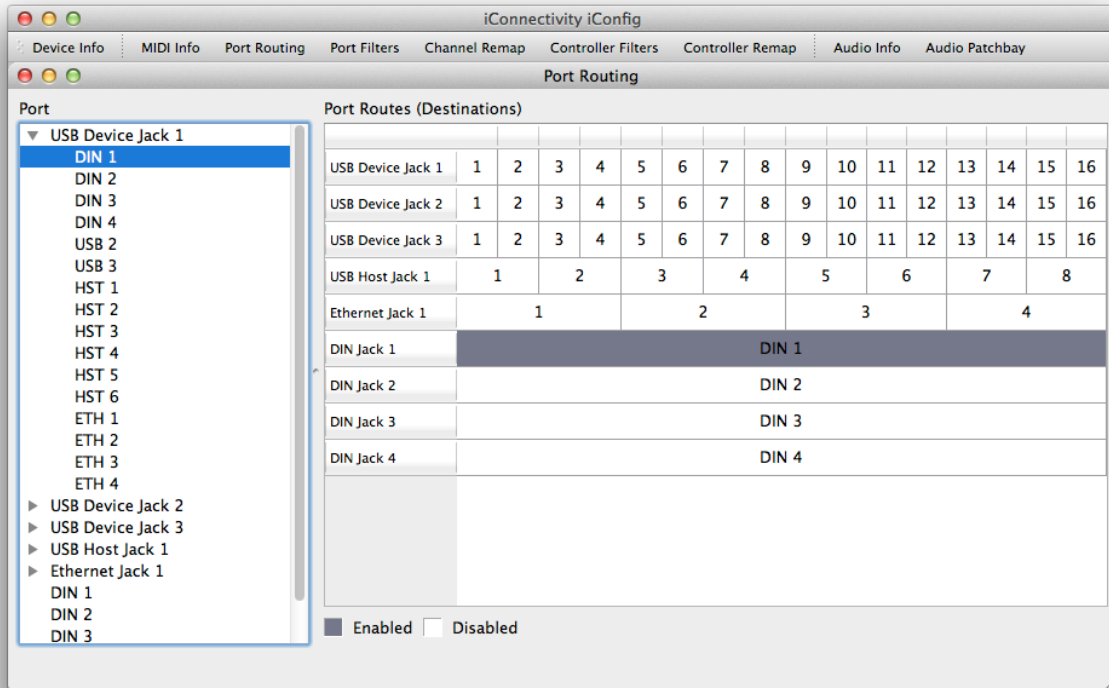 iConnectivity iConfig
Device Info MIDI Info Port Routing Port Filters Channel Remap Controller Filters Controller Remap Audio Info Audio Patchbay
Port Routing
Port
USB Device Jack 1
DIN 1
DIN 2
DIN 3
DIN 4
USB 2
USB 3
HST 1
HST 2
HST 3
HST 4
HST 5
HST 6
ETH 1
ETH 2
ETH 3
ETH 4
USB Device Jack 2
USB Device Jack 3
USB Host Jack 1
Ethernet Jack 1
DIN 1
DIN 2
DIN 3
Port Routes (Destinations)
USB Device Jack 1 1 2 3 4 5 6 7 8 9 10 11 12 13 14 15 16
USB Device Jack 2 1 2 3 4 5 6 7 8 9 10 11 12 13 14 15 16
USB Device Jack 3 1 2 3 4 5 6 7 8 9 10 11 12 13 14 15 16
USB Host Jack 1 1 2 3 4 5 6 7 8
Ethernet Jack 1 1 2 3 4
DIN Jack 1 DIN 1
DIN Jack 2 DIN 2
DIN Jack 3 DIN 3
DIN Jack 4 DIN 4
Enabled Disabled